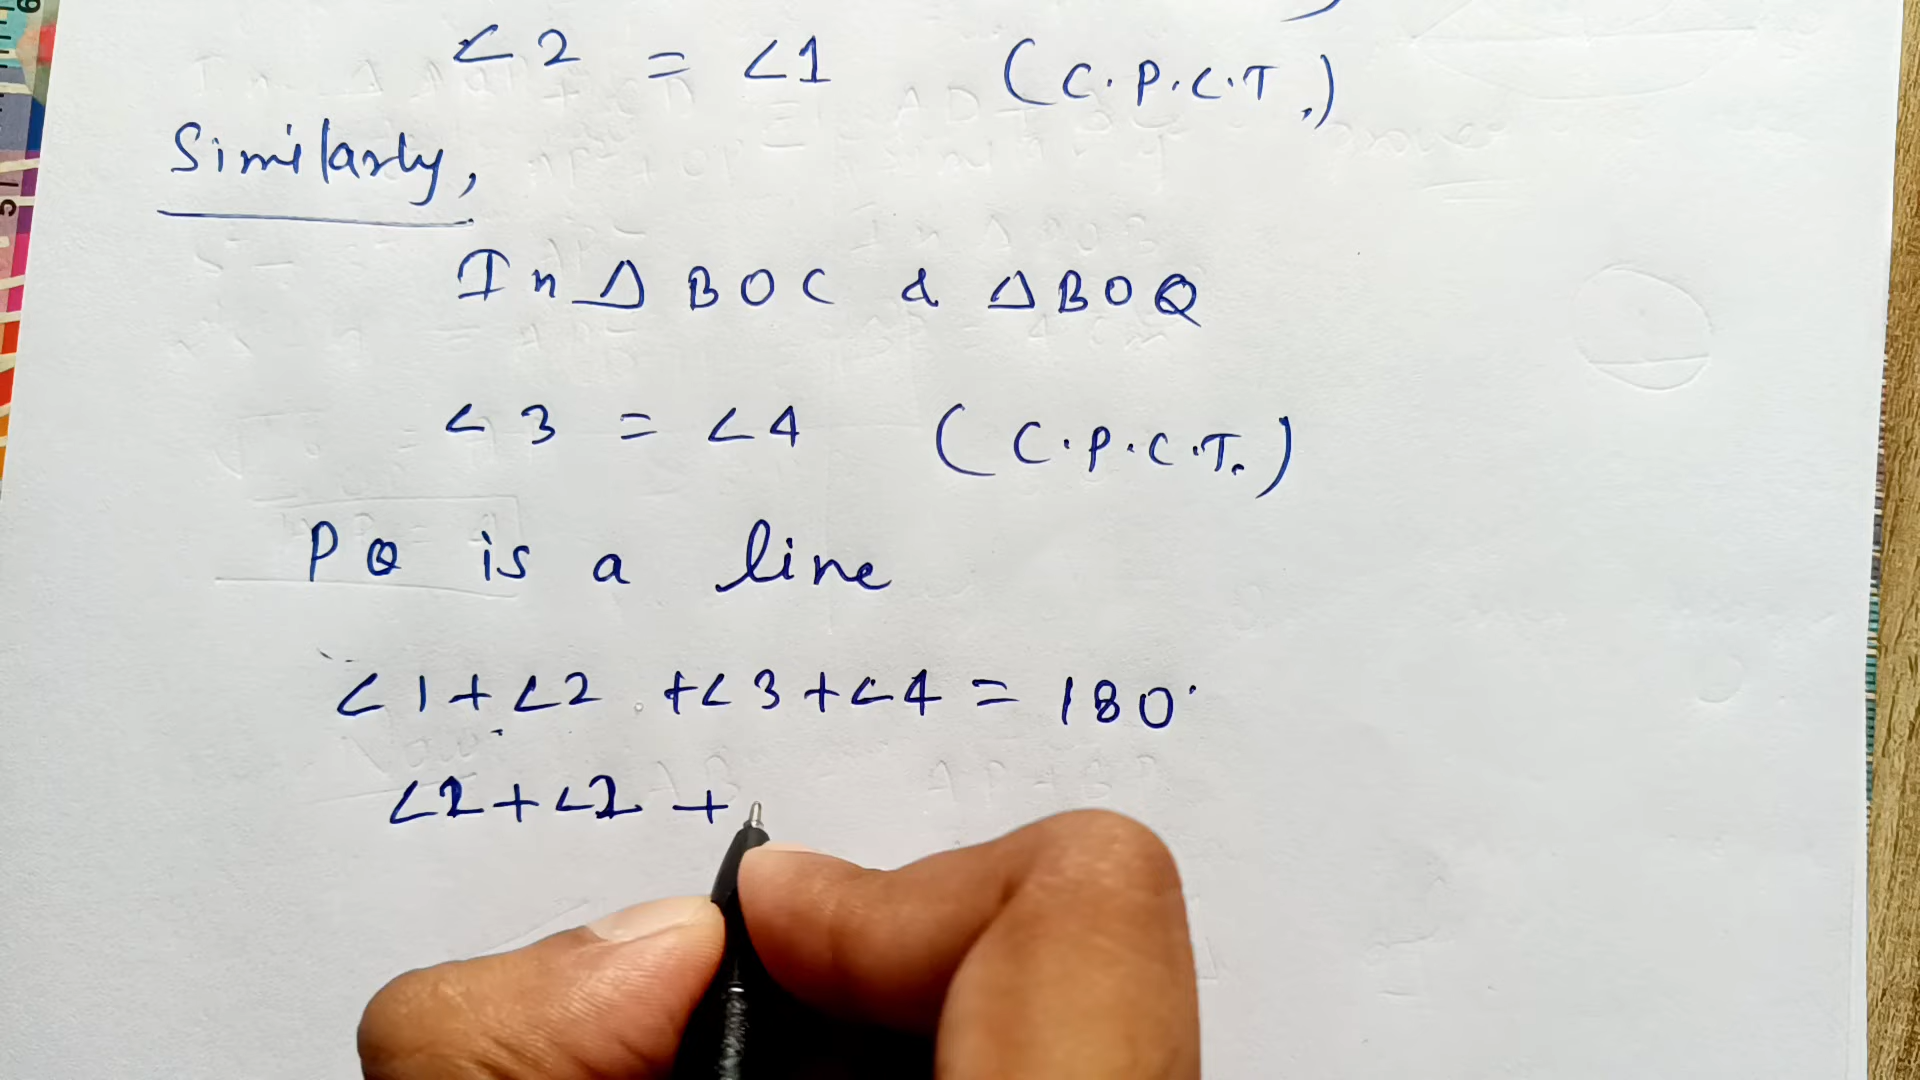 ∠2 = ∠1 (C.P.C.T.)
Similarly,
In △ BOC & △BOQ
∠3 = ∠4 (C.P.C.T.)
PQ is a line
∠1+∠2+∠3+∠4 = 180°
∠2+∠2 +